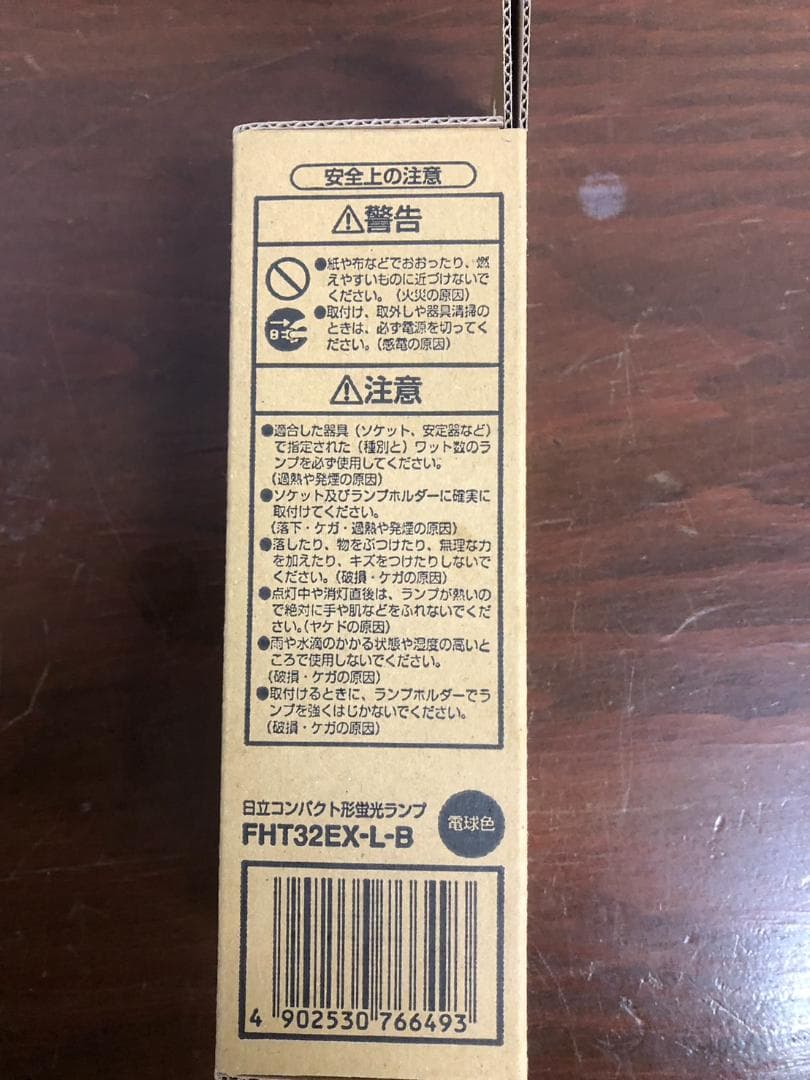 安全上の注意
⚠警告
●紙や布などでおおったり、燃
えやすいものに近づけないで
ください。(火災の原因)
●取付け、取外しや器具清掃の
ときは、必ず電源を切ってく
ださい。(感電の原因)
⚠注意
●適合した器具(ソケット、安定器など)
で指定された(種別と)ワット数のラ
ンプを必ず使用してください。
(過熱や発煙の原因)
●ソケット及びランプホルダーに確実に
取付けてください。
(落下・ケガ・過熱や発煙の原因)
●落したり、物をぶつけたり、無理な力
を加えたり、キズをつけたりしないで
ください。(破損・ケガの原因)
●点灯中や消灯直後は、ランプが熱いの
で絶対に手や肌などをふれないでくだ
さい。(ヤケドの原因)
●雨や水滴のかかる状態や湿度の高いと
ころで使用しないでください。
(破損・ケガの原因)
●取付けるときに、ランプホルダーでラ
ンプを強くはじかないでください。
(破損・ケガの原因)
日立コンパクト形蛍光ランプ
FHT32EX-L-B
電球色
4 902530 766493